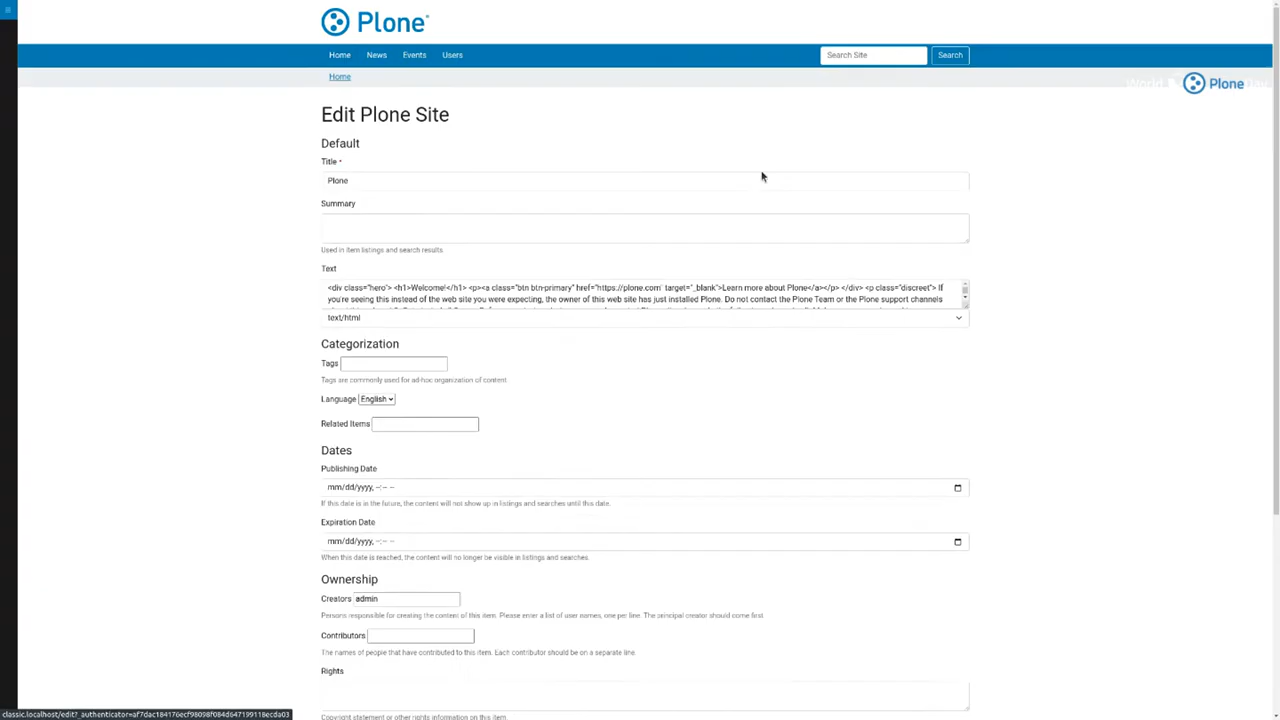 Plone
Home News Events Users Search Site Search
Home
World Plone Day
Edit Plone Site
Default
Title •
Plone
Summary
Used in item listings and search results.
Text
<div class="hero"> <h1>Welcome!</h1> <p><a class="btn btn-primary" href="https://plone.com" target="_blank">Learn more about Plone</a></p> </div> <p class="discreet"> If
you're seeing this instead of the web site you were expecting, the owner of this web site has just installed Plone. Do not contact the Plone Team or the Plone support channels
text/html
Categorization
Tags
Tags are commonly used for ad-hoc organization of content
Language English
Related Items
Dates
Publishing Date
mm/dd/yyyy, --:-- --
If this date is in the future, the content will not show up in listings and searches until this date.
Expiration Date
mm/dd/yyyy, --:-- --
When this date is reached, the content will no longer be visible in listings and searches.
Ownership
Creators admin
Persons responsible for creating the content of this item. Please enter a list of user names, one per line. The principal creator should come first.
Contributors
The names of people that have contributed to this item. Each contributor should be on a separate line.
Rights
Copyright statement or other rights information on this item.
classic.localhost/edit?_authenticator=af7dac184176ecf98098f084d647199118ecda03